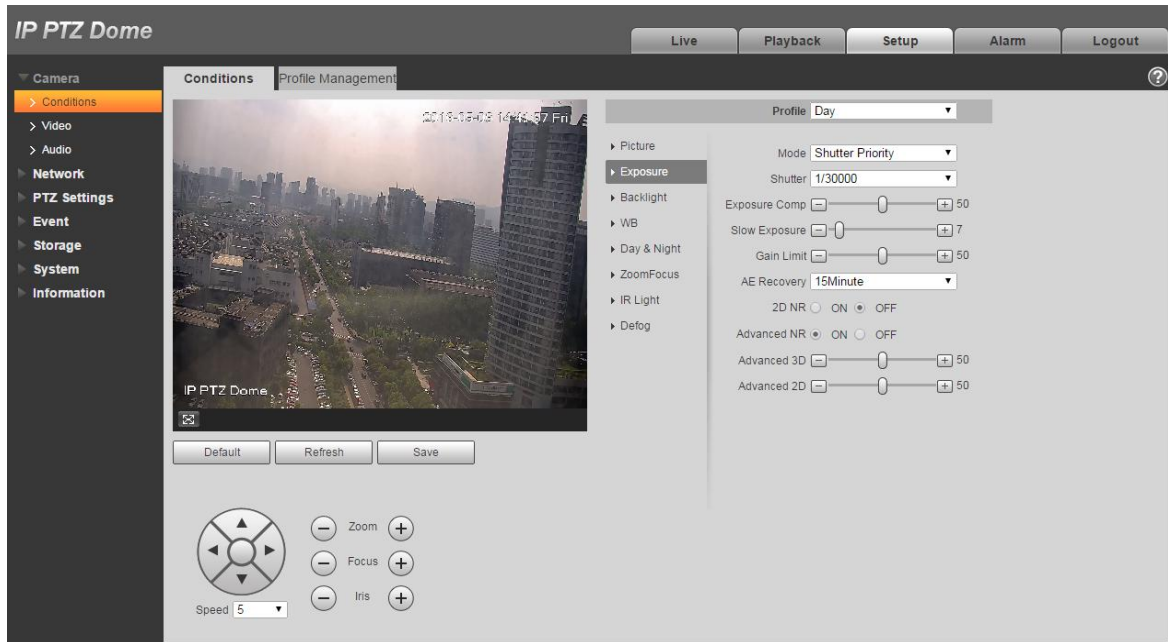 IP PTZ Dome
Live
Playback
Setup
Alarm
Logout
Camera
Conditions
Video
Audio
Network
PTZ Settings
Event
Storage
System
Information
Conditions
Profile Management
Fri
IP PTZ Dome
Default
Refresh
Save
Zoom
Focus
Iris
Speed 5
Profile Day
Picture
Exposure
Backlight
WB
Day & Night
ZoomFocus
IR Light
Defog
Mode Shutter Priority
Shutter 1/30000
Exposure Comp 50
Slow Exposure 7
Gain Limit 50
AE Recovery 15Minute
2D NR ON OFF
Advanced NR ON OFF
Advanced 3D 50
Advanced 2D 50